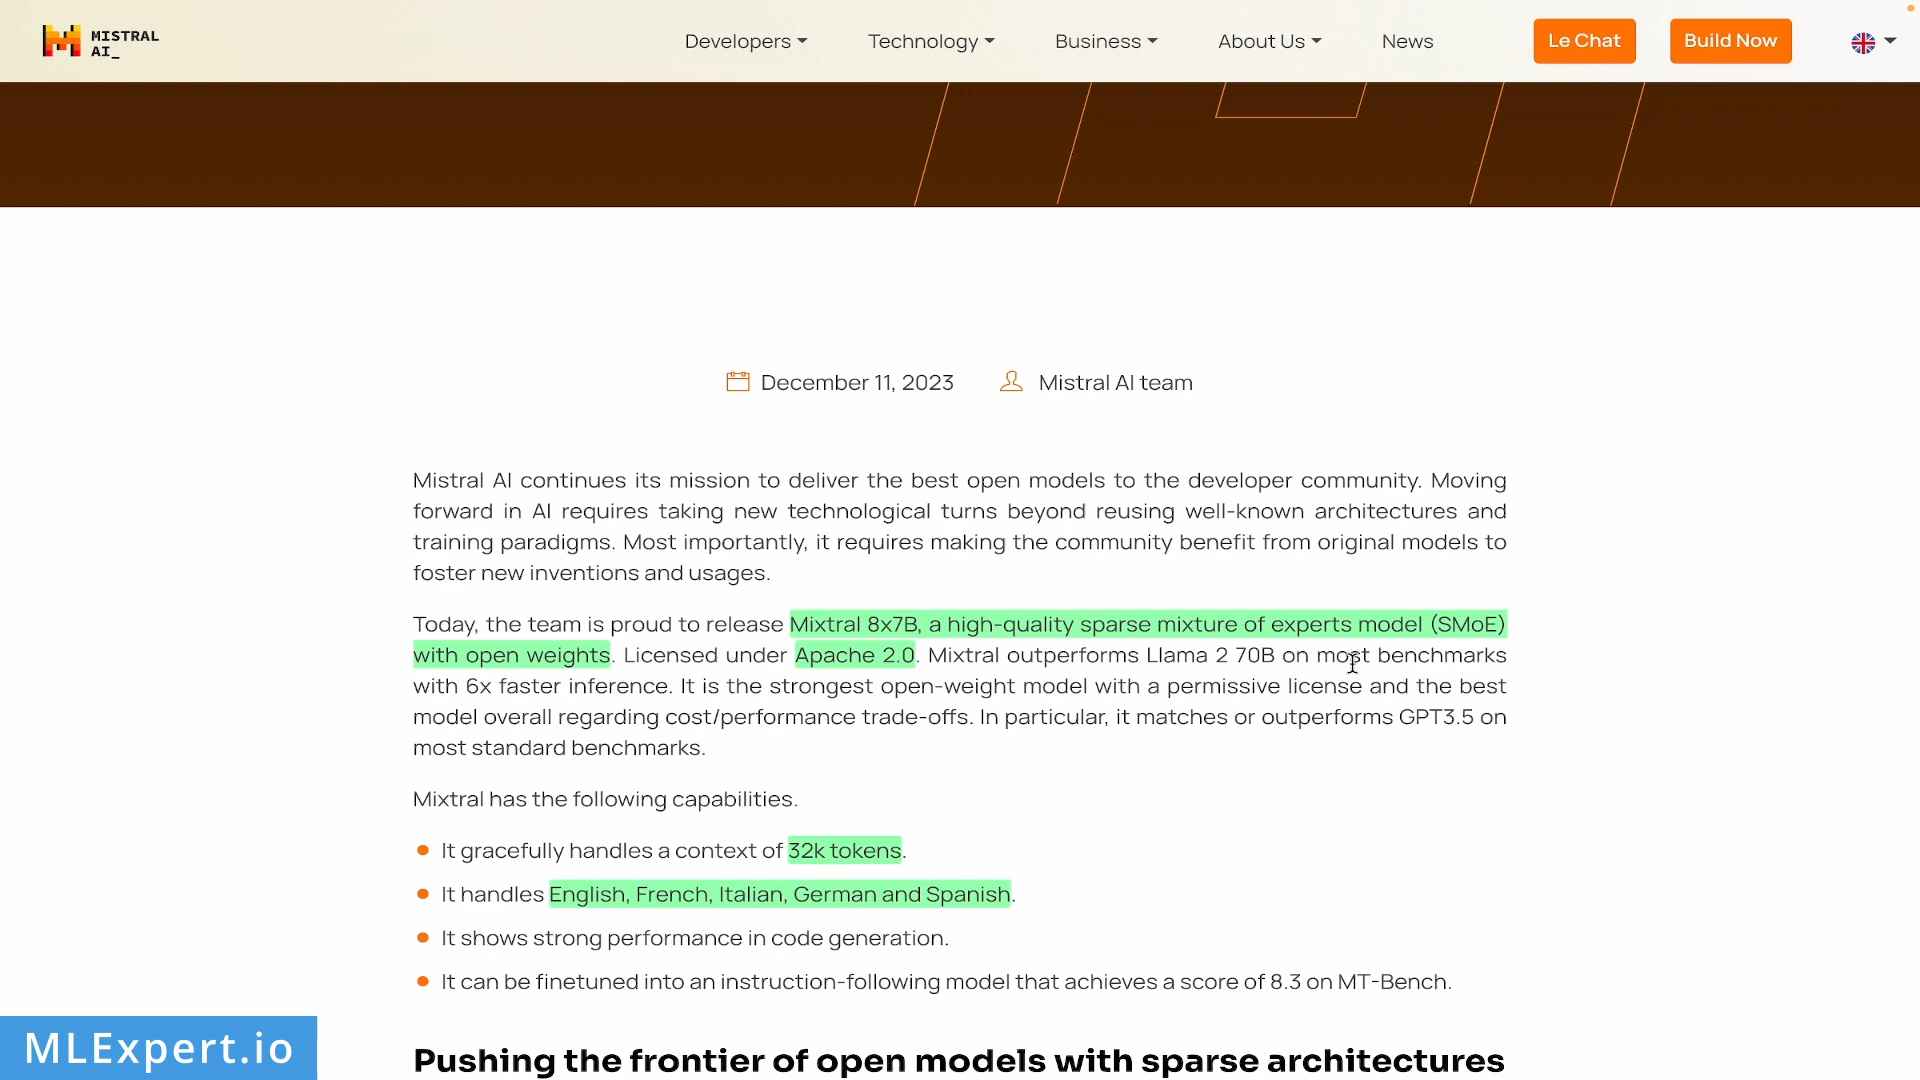 MISTRAL
AI_
Developers
Technology
Business
About Us
News
Le Chat
Build Now
December 11, 2023
Mistral AI team
Mistral AI continues its mission to deliver the best open models to the developer community. Moving
forward in AI requires taking new technological turns beyond reusing well-known architectures and
training paradigms. Most importantly, it requires making the community benefit from original models to
foster new inventions and usages.
Today, the team is proud to release Mixtral 8x7B, a high-quality sparse mixture of experts model (SMoE)
with open weights. Licensed under Apache 2.0. Mixtral outperforms Llama 2 70B on most benchmarks
with 6x faster inference. It is the strongest open-weight model with a permissive license and the best
model overall regarding cost/performance trade-offs. In particular, it matches or outperforms GPT3.5 on
most standard benchmarks.
Mixtral has the following capabilities.
It gracefully handles a context of 32k tokens.
It handles English, French, Italian, German and Spanish.
It shows strong performance in code generation.
It can be finetuned into an instruction-following model that achieves a score of 8.3 on MT-Bench.
MLExpert.io
Pushing the frontier of open models with sparse architectures